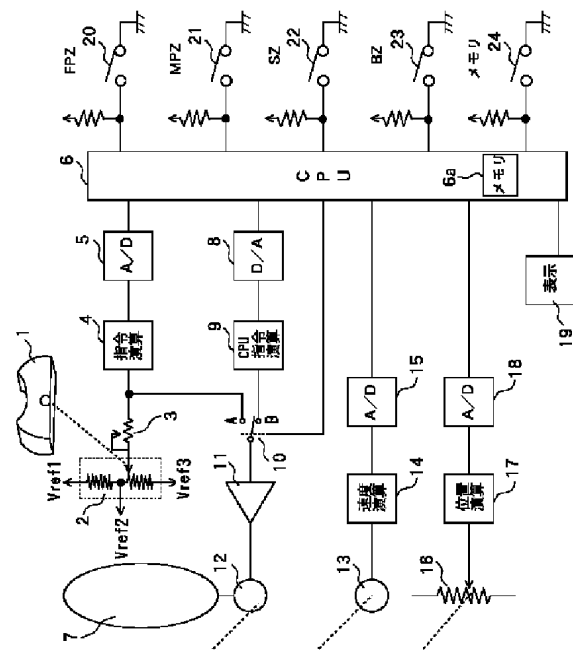 FPZ
20
MPZ
21
SZ
22
BZ
23
メモリ
24
6
CPU
6a
メモリ
5
A/D
8
D/A
4
指令
演算
9
CPU
指令
演算
15
A/D
18
A/D
表示
19
1
3
A
B
10
Vref1
Vref3
2
Vref2
11
14
速度
演算
17
位置
演算
7
12
13
16